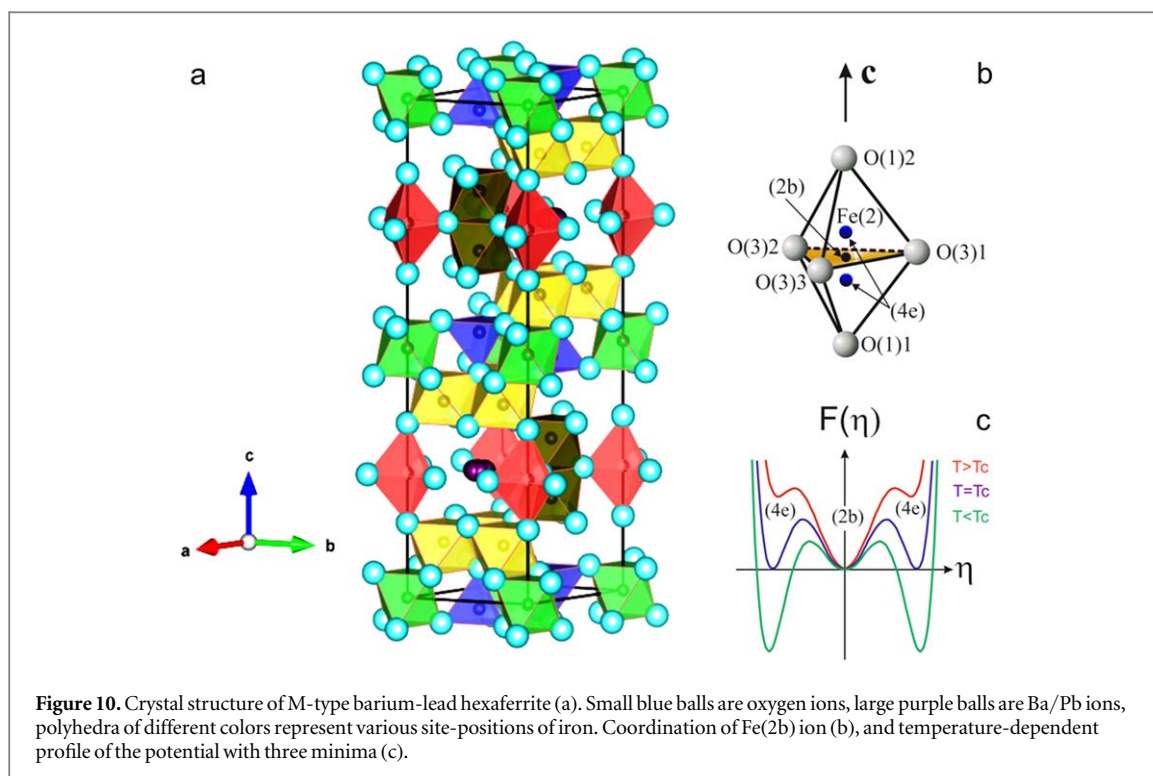 a
b
c
O(1)2
(2b)
Fe(2)
O(3)2
O(3)1
O(3)3
(4e)
O(1)1
F(η)
c
T>Tc
T=Tc
T<Tc
(4e)
(2b)
(4e)
η
c
a
b
Figure 10. Crystal structure of M-type barium-lead hexaferrite (a). Small blue balls are oxygen ions, large purple balls are Ba/Pb ions,
polyhedra of different colors represent various site-positions of iron. Coordination of Fe(2b) ion (b), and temperature-dependent
profile of the potential with three minima (c).